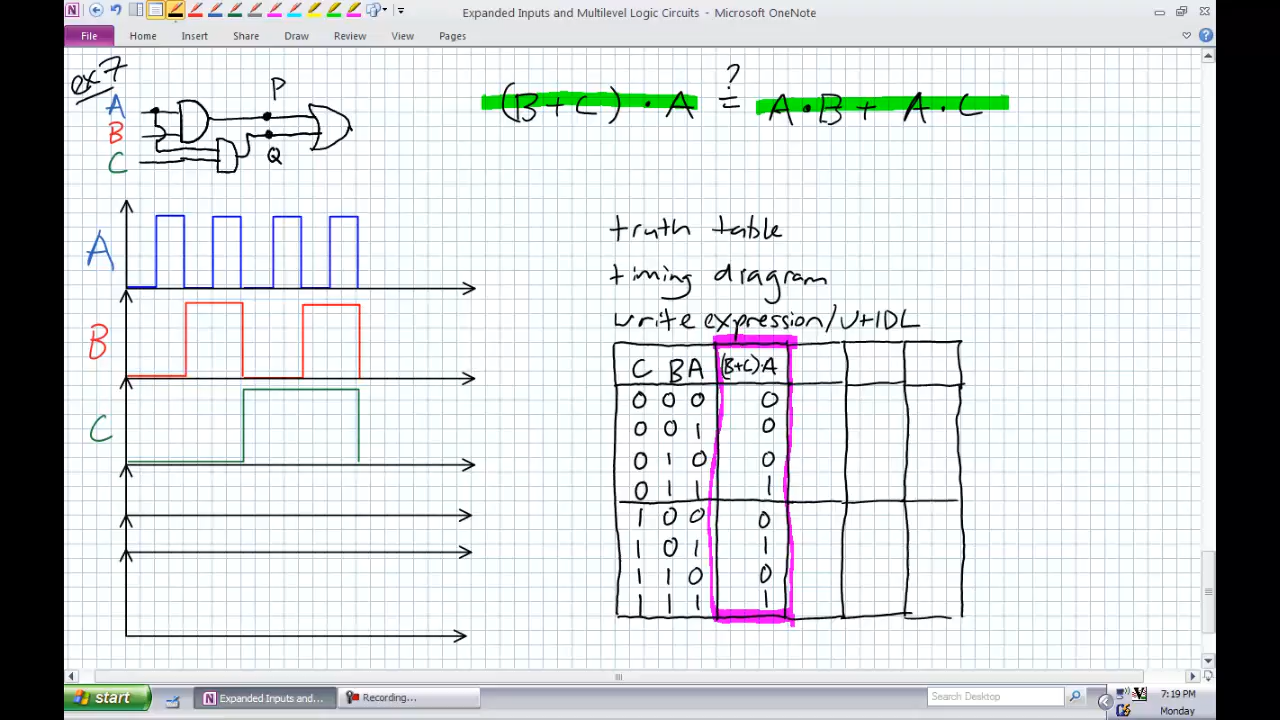 Expanded Inputs and Multilevel Logic Circuits - Microsoft OneNote
File Home Insert Share Draw Review View Pages
ex 7
A
B
C
P
Q
(B+C) · A ?= A·B + A·C
A
B
C
truth table
timing diagram
write expression/
C B A (B+C)A
0 0 0 0
0 0 1 0
0 1 0 0
0 1 1 1
1 0 0 0
1 0 1 1
1 1 0 0
1 1 1 1
start
Expanded Inputs and...
Recording...
Search Desktop
7:19 PM
Monday